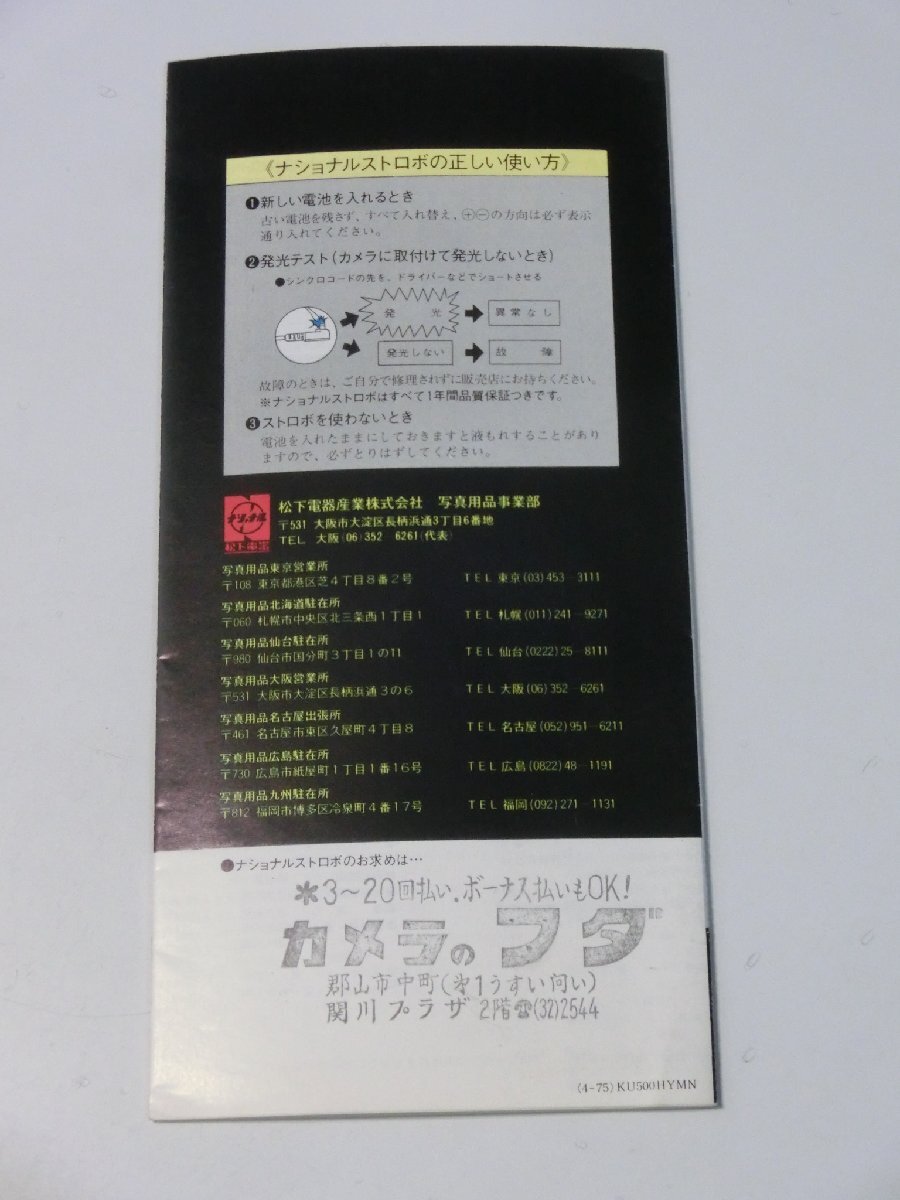 《ナショナルストロボの正しい使い方》
❶新しい電池を入れるとき
古い電池を残さず、すべて入れ替え、⊕⊖の方向は必ず表示
通り入れてください。
❷発光テスト(カメラに取付けて発光しないとき)
●シンクロコードの先を、ドライバーなどでショートさせる
発光
異常なし
発光しない
故障
故障のときは、ご自分で修理されずに販売店にお持ちください。
※ナショナルストロボはすべて1年間品質保証つきです。
❸ストロボを使わないとき
電池を入れたままにしておきますと液もれすることがあり
ますので、必ずとりはずしてください。
ナショナル
松下電器産業株式会社 写真用品事業部
〒531 大阪市大淀区長柄浜通3丁目6番地
TEL 大阪(06)352-6261(代表)
写真用品東京営業所
〒108 東京都港区芝4丁目8番2号 TEL 東京(03)453-3111
写真用品北海道駐在所
〒060 札幌市中央区北三条西1丁目1 TEL 札幌(011)241-9271
写真用品仙台駐在所
〒980 仙台市国分町3丁目1の11 TEL 仙台(0222)25-8111
写真用品大阪営業所
〒531 大阪市大淀区長柄浜通3の6 TEL 大阪(06)352-6261
写真用品名古屋出張所
〒461 名古屋市東区久屋町4丁目8 TEL 名古屋(052)951-6211
写真用品広島駐在所
〒730 広島市紙屋町1丁目1番16号 TEL 広島(0822)48-1191
写真用品九州駐在所
〒812 福岡市博多区冷泉町4番17号 TEL 福岡(092)271-1131
●ナショナルストロボのお求めは…
＊3〜20回払い、ボーナス払いもOK!
カメラのフダ
郡山市中町(第1うすい向い)
関川プラザ 2階☎(32)2544
(4-75) KU500HYMN